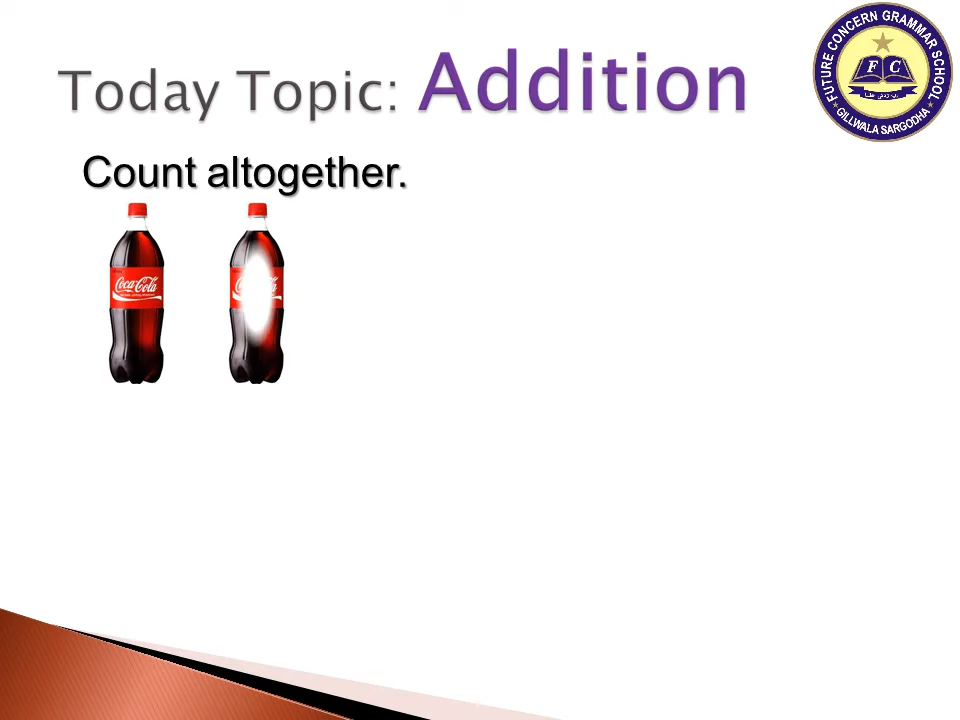 Today Topic: Addition
FUTURE CONCERN GRAMMAR SCHOOL
F C
GILLWALA SARGODHA
Count altogether.
Coca-Cola